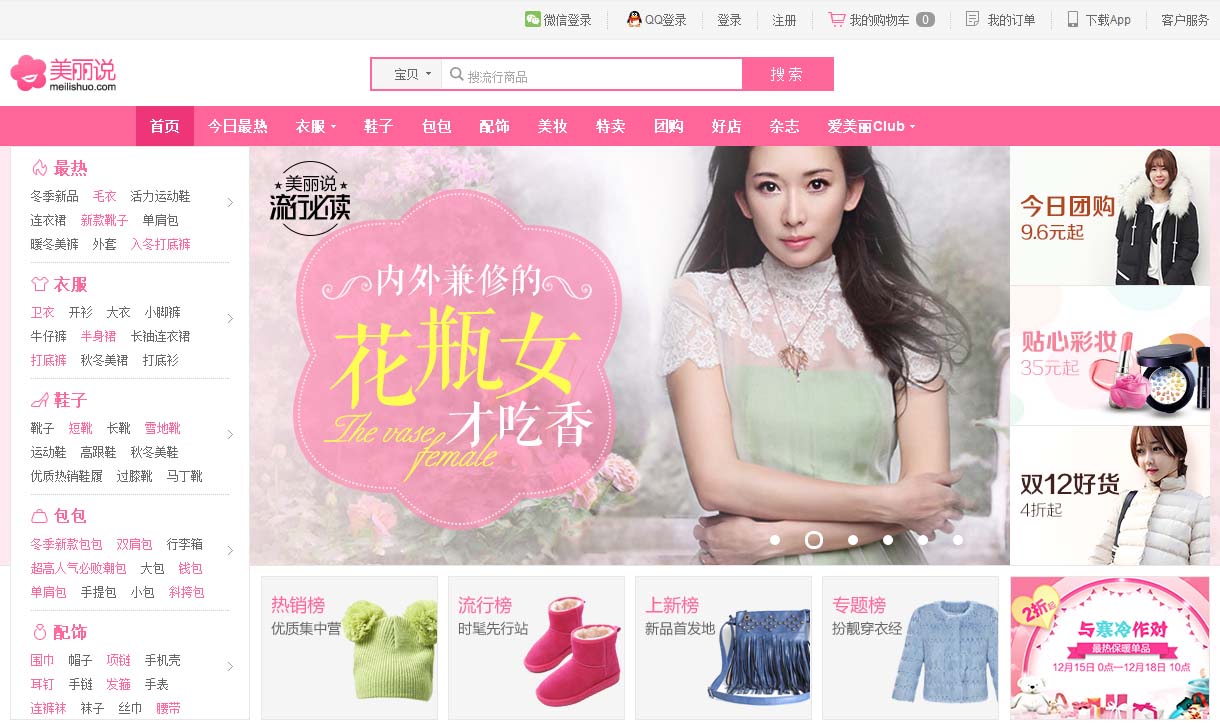 微信登录 QQ登录 登录 注册 我的购物车 0 我的订单 下载App 客户服务
美丽说
meilishuo.com
宝贝 搜流行商品 搜索
首页 今日最热 衣服 鞋子 包包 配饰 美妆 特卖 团购 好店 杂志 爱美丽Club
最热
冬季新品 毛衣 活力运动鞋
连衣裙 新款靴子 单肩包
暖冬美裤 外套 入冬打底裤
衣服
卫衣 开衫 大衣 小脚裤
牛仔裤 半身裙 长袖连衣裙
打底裤 秋冬美裙 打底衫
鞋子
靴子 短靴 长靴 雪地靴
运动鞋 高跟鞋 秋冬美鞋
优质热销鞋履 过膝靴 马丁靴
包包
冬季新款包包 双肩包 行李箱
超高人气必败潮包 大包 钱包
单肩包 手提包 小包 斜挎包
配饰
围巾 帽子 项链 手机壳
耳钉 手链 发箍 手表
连裤袜 袜子 丝巾 腰带
美丽说
流行必读
内外兼修的
花瓶女
才吃香
The vase
female
今日团购
9.6元起
贴心彩妆
35元起
双12好货
4折起
热销榜
优质集中营
流行榜
时髦先行站
上新榜
新品首发地
专题榜
扮靓穿衣经
2折起
与寒冷作对
最热保暖单品
12月15日 0点—12月18日 10点